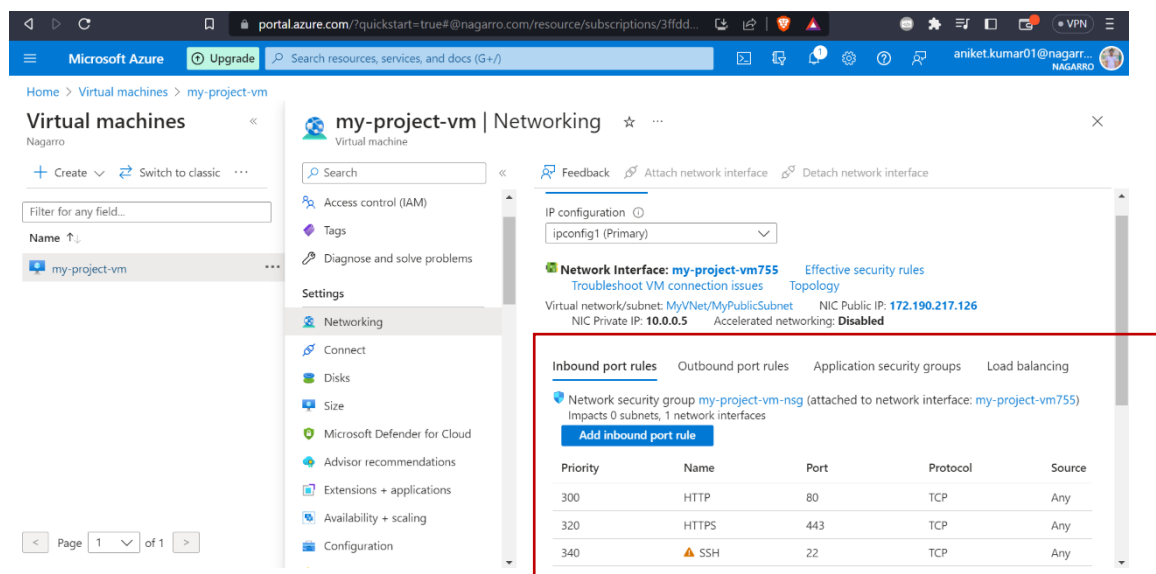 portal.azure.com/?quickstart=true#@nagarro.com/resource/subscriptions/3ffdd...
VPN
Microsoft Azure
Upgrade
Search resources, services, and docs (G+/)
1
aniket.kumar01@nagarr...
NAGARRO
Home > Virtual machines > my-project-vm
Virtual machines
«
Nagarro
+ Create
Switch to classic
...
Filter for any field...
Name ↑↓
my-project-vm
...
< Page 1 of 1 >
my-project-vm | Networking
...
Virtual machine
Search
«
Access control (IAM)
Tags
Diagnose and solve problems
Settings
Networking
Connect
Disks
Size
Microsoft Defender for Cloud
Advisor recommendations
Extensions + applications
Availability + scaling
Configuration
Feedback
Attach network interface
Detach network interface
IP configuration
ipconfig1 (Primary)
Network Interface: my-project-vm755 Effective security rules
Troubleshoot VM connection issues Topology
Virtual network/subnet: MyVNet/MyPublicSubnet NIC Public IP: 172.190.217.126
NIC Private IP: 10.0.0.5 Accelerated networking: Disabled
Inbound port rules Outbound port rules Application security groups Load balancing
Network security group my-project-vm-nsg (attached to network interface: my-project-vm755)
Impacts 0 subnets, 1 network interfaces
Add inbound port rule
Priority Name Port Protocol Source
300 HTTP 80 TCP Any
320 HTTPS 443 TCP Any
340 SSH 22 TCP Any